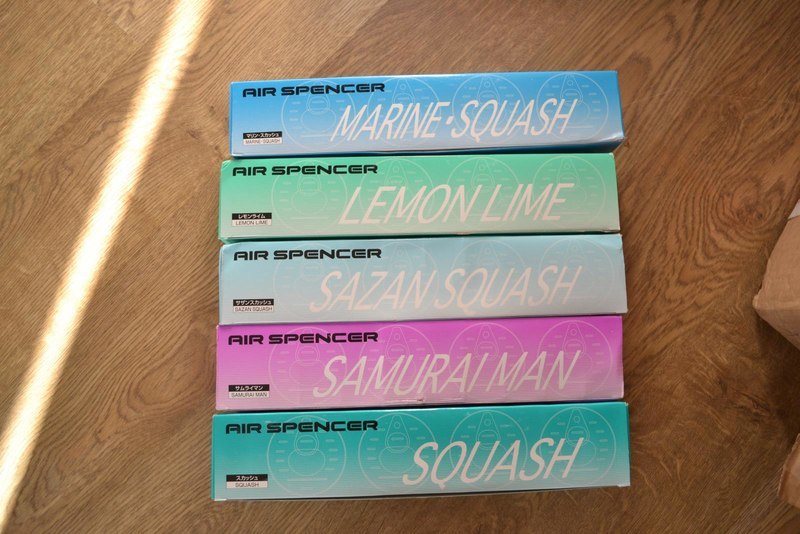 AIR SPENCER
MARINE・SQUASH
マリン・スカッシュ
MARINE・SQUASH
AIR SPENCER
LEMON LIME
レモンライム
LEMON LIME
AIR SPENCER
SAZAN SQUASH
サザンスカッシュ
SAZAN SQUASH
AIR SPENCER
SAMURAI MAN
サムライマン
SAMURAI MAN
AIR SPENCER
SQUASH
スカッシュ
SQUASH